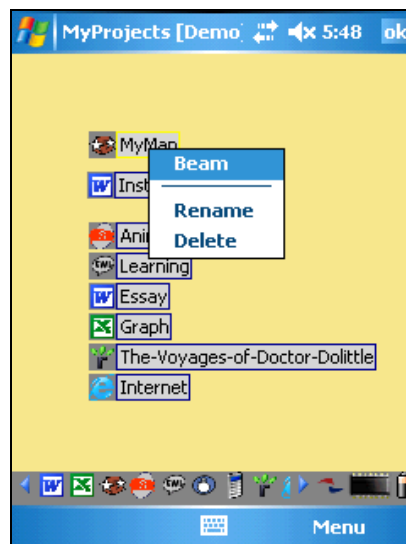 MyProjects [Demo 5:48 ok
MyMap
Beam
Inst
Rename
Ani
Delete
Learning
Essay
Graph
The-Voyages-of-Doctor-Dolittle
Internet
Menu